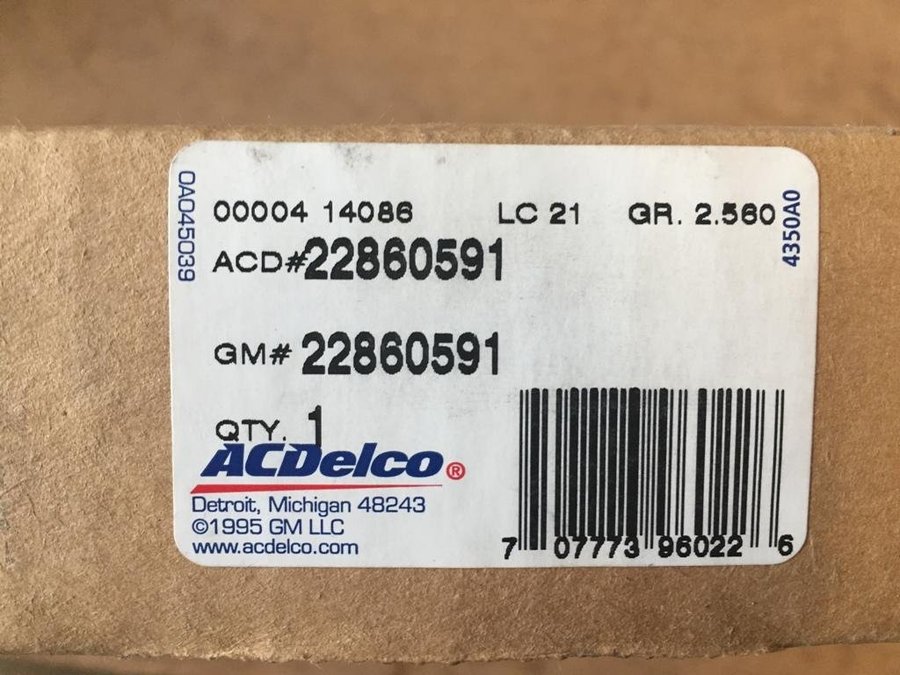 0A045039
00004 14086 LC 21 GR. 2.560
4350A0
ACD#22860591
GM# 22860591
QTY. 1
ACDelco®
Detroit, Michigan 48243
©1995 GM LLC
www.acdelco.com
7 07773 96022 6